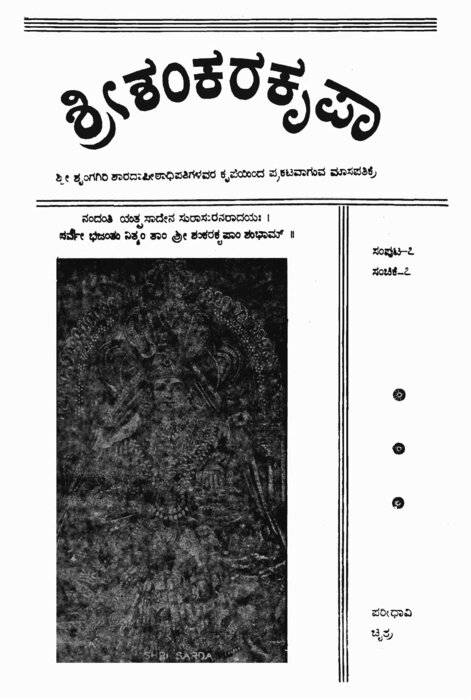 ಶ್ರೀಶಂಕರಕೃಪಾ
ಶ್ರೀ ಶೃಂಗಗಿರಿ ಶಾರದಾಪೀಠಾಧಿಪತಿಗಳವರ ಕೃಪೆಯಿಂದ ಪ್ರಕಟವಾಗುವ ಮಾಸಪತ್ರಿಕೆ
ನಂದಂತಿ ಯತ್ಪ್ರಸಾದೇನ ಸುರಾಸುರನರಾದಯಃ ।
ಸರ್ವೇ ಭಜಂತು ನಿತ್ಯಂ ತಾಂ ಶ್ರೀ ಶಂಕರಕೃಪಾಂ ಶುಭಾಮ್ ॥
ಸಂಪುಟ–೭
ಸಂಚಿಕೆ–೭
SHRI SARDA
ಪರೀಧಾವಿ
ಚೈತ್ರ